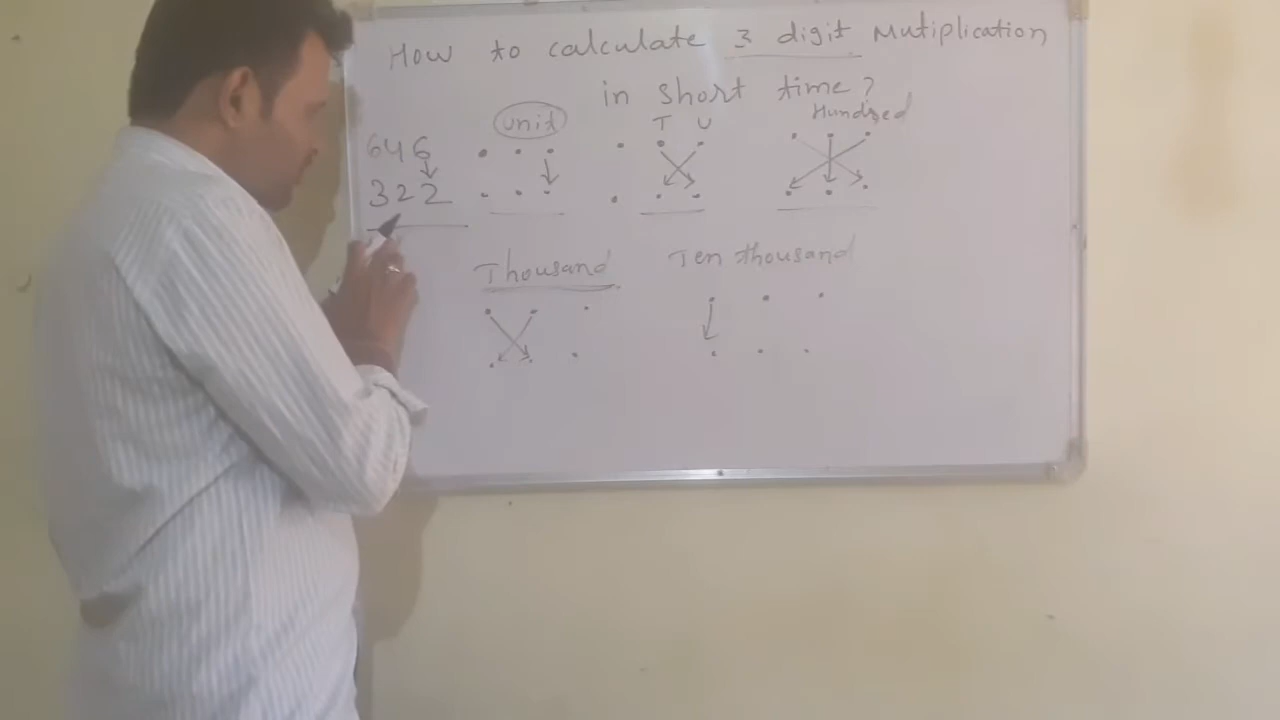 How to calculate 3 digit Mutiplication
in short time?
unit
T U
Hundred
646
322
Thousand
Ten thousand